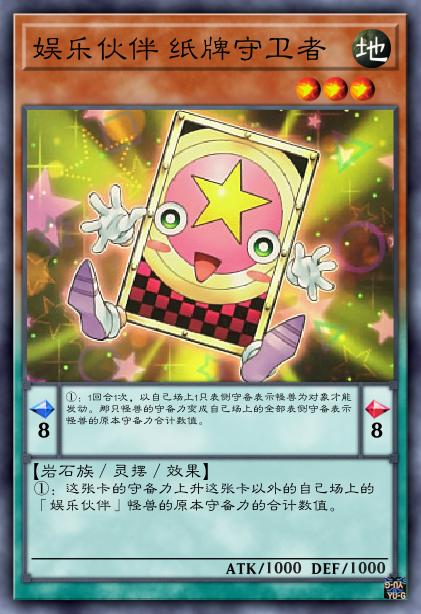 娱乐伙伴 纸牌守卫者 地
①：1回合1次，以自己场上1只表侧守备表示怪兽为对象才能
发动。那只怪兽的守备力变成自己场上的全部表侧守备表示
怪兽的原本守备力合计数值。
8 8
【岩石族／灵摆／效果】
①：这张卡的守备力上升这张卡以外的自己场上的
「娱乐伙伴」怪兽的原本守备力的合计数值。
ATK/1000 DEF/1000